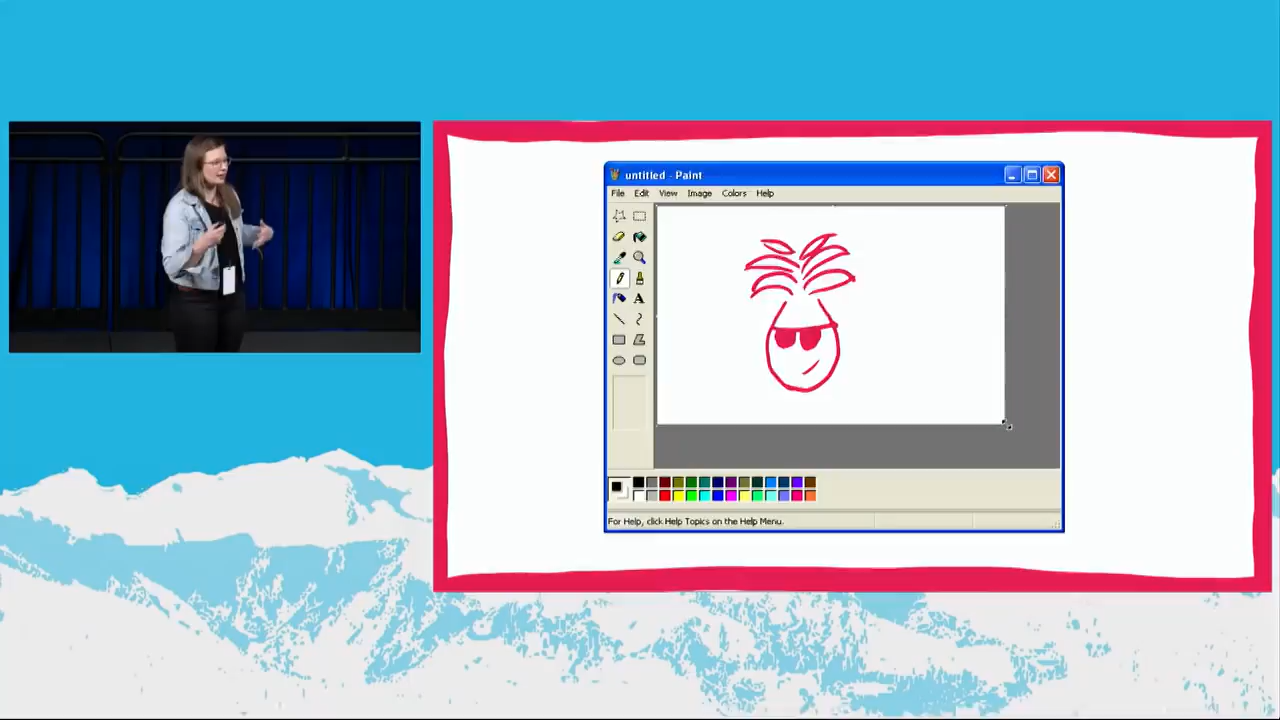 untitled - Paint
File Edit View Image Colors Help
A
For Help, click Help Topics on the Help Menu.